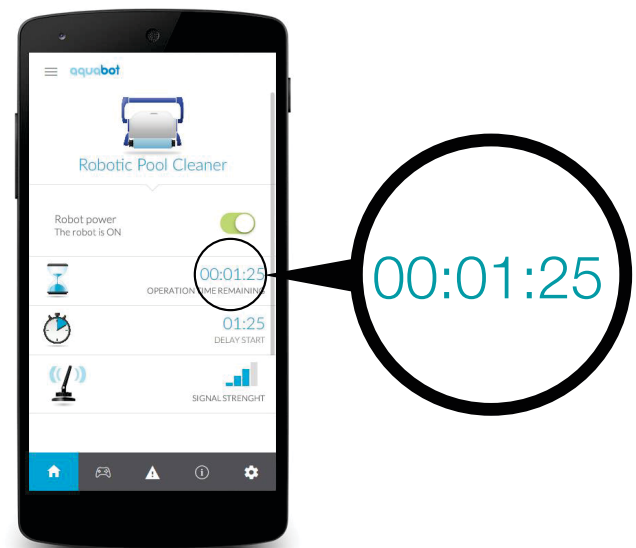 aquabot
Robotic Pool Cleaner
Robot power
The robot is ON
00:01:25
OPERATION TIME REMAINING
01:25
DELAY START
SIGNAL STRENGHT
00:01:25